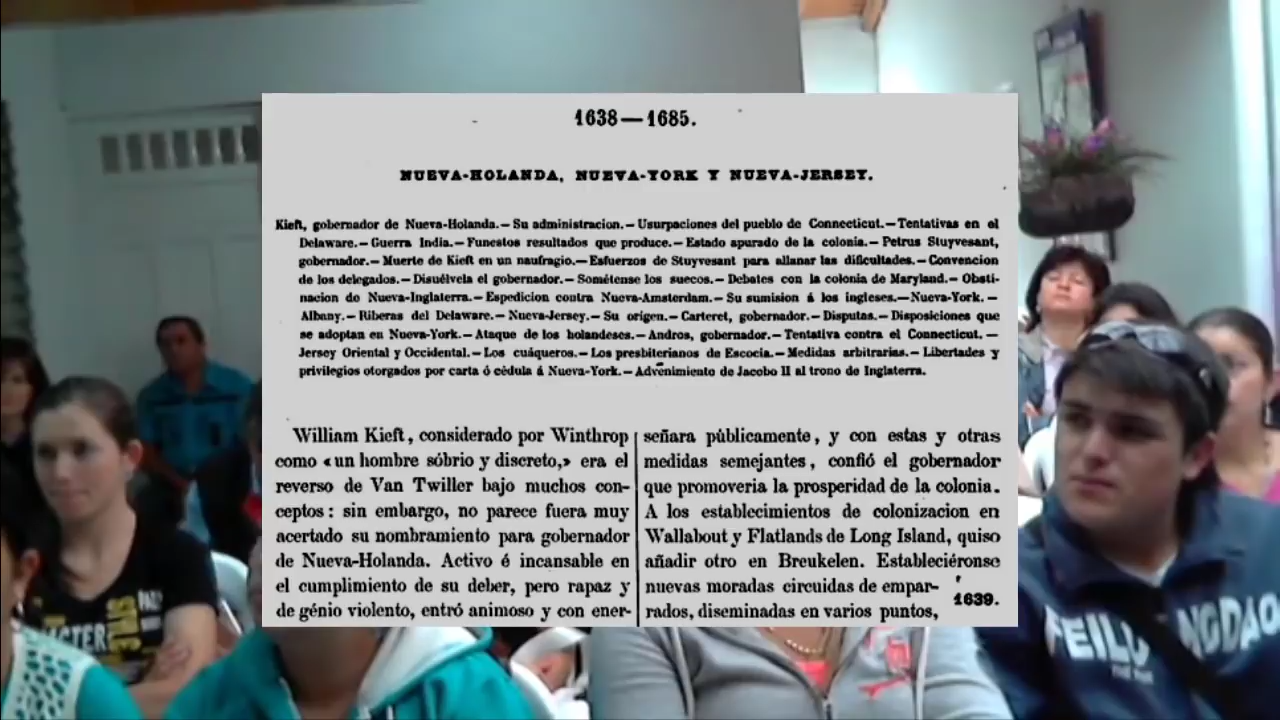 1638—1685.
NUEVA-HOLANDA, NUEVA-YORK Y NUEVA-JERSEY.
Kieft, gobernador de Nueva-Holanda.—Su administracion.—Usurpaciones del pueblo de Connecticut.—Tentativas en el
Delaware.—Guerra India.—Funestos resultados que produce.—Estado apurado de la colonia.—Petrus Stuyvesant,
gobernador.—Muerte de Kieft en un naufragio.—Esfuerzos de Stuyvesant para allanar las dificultades.—Convencion
de los delegados.—Disuélvela el gobernador.—Sométense los suecos.—Debates con la colonia de Maryland.—Obsti-
nacion de Nueva-Inglaterra.—Espedicion contra Nueva-Amsterdam.—Su sumision á los ingleses.—Nueva-York.—
Albany.—Riberas del Delaware.—Nueva-Jersey.—Su origen.—Carteret, gobernador.—Disputas.—Disposiciones que
se adoptan en Nueva-York.—Ataque de los holandeses.—Andros, gobernador.—Tentativa contra el Connecticut.—
Jersey Oriental y Occidental.—Los cuáqueros.—Los presbiterianos de Escocia.—Medidas arbitrarias.—Libertades y
privilegios otorgados por carta ó cédula á Nueva-York.—Advenimiento de Jacobo II al trono de Inglaterra.
William Kieft, considerado por Winthrop
como «un hombre sóbrio y discreto,» era el
reverso de Van Twiller bajo muchos con-
ceptos: sin embargo, no parece fuera muy
acertado su nombramiento para gobernador
de Nueva-Holanda. Activo é incansable en
el cumplimiento de su deber, pero rapaz y
de génio violento, entró animoso y con ener-
señara públicamente, y con estas y otras
medidas semejantes, confió el gobernador
que promoveria la prosperidad de la colonia.
A los establecimientos de colonizacion en
Wallabout y Flatlands de Long Island, quiso
añadir otro en Breukelen. Estableciéronse
nuevas moradas circuidas de empar-
rados, diseminadas en varios puntos,
1639.